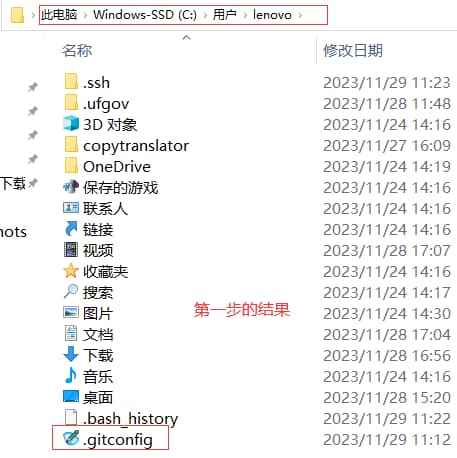 此电脑 > Windows-SSD (C:) > 用户 > lenovo >
名称 修改日期
.ssh 2023/11/29 11:23
.ufgov 2023/11/28 11:48
3D 对象 2023/11/24 14:16
copytranslator 2023/11/27 16:09
OneDrive 2023/11/24 14:19
下载 保存的游戏 2023/11/24 14:16
联系人 2023/11/24 14:16
nots 链接 2023/11/24 14:16
视频 2023/11/28 17:07
收藏夹 2023/11/24 14:16
搜索 2023/11/24 14:17
图片 第一步的结果 2023/11/24 14:30
文档 2023/11/28 17:04
下载 2023/11/28 16:56
音乐 2023/11/24 14:16
桌面 2023/11/28 15:20
.bash_history 2023/11/29 11:22
.gitconfig 2023/11/29 11:12